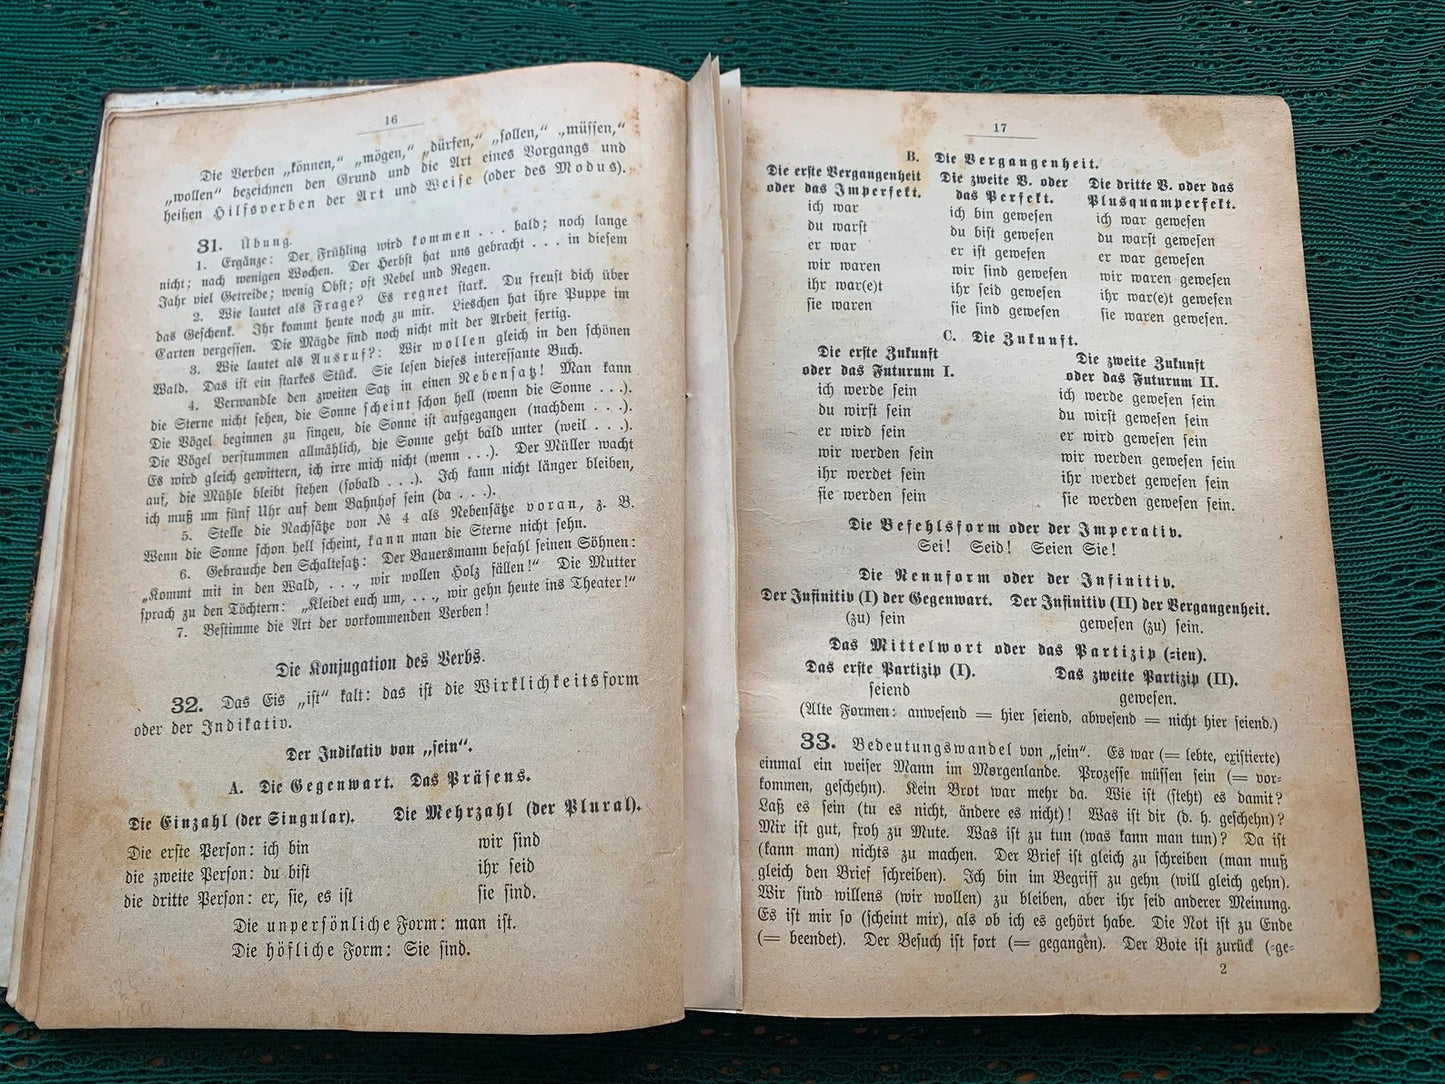 16
Die Verben „können,“ „mögen,“ „dürfen,“ „sollen,“ „müssen,“
„wollen“ bezeichnen den Grund und die Art eines Vorgangs und
heißen Hilfsverben der Art und Weise (oder des Modus).
31. Übung.
1. Ergänze: Der Frühling wird kommen . . . bald; noch lange
nicht; nach wenigen Wochen. Der Herbst hat uns gebracht . . . in diesem
Jahr viel Getreide; wenig Obst; oft Nebel und Regen.
2. Wie lautet als Frage? Es regnet stark. Du freust dich über
das Geschenk. Ihr kommt heute noch zu mir. Lieschen hat ihre Puppe im
Garten vergessen. Die Mägde sind noch nicht mit der Arbeit fertig.
3. Wie lautet als Ausruf?: Wir wollen gleich in den schönen
Wald. Das ist ein starkes Stück. Sie lesen dieses interessante Buch.
4. Verwandle den zweiten Satz in einen Nebensatz! Man kann
die Sterne nicht sehen, die Sonne scheint schon hell (wenn die Sonne . . .).
Die Vögel beginnen zu singen, die Sonne ist aufgegangen (nachdem . . .).
Die Vögel verstummen allmählich, die Sonne geht bald unter (weil . . .).
Es wird gleich gewittern, ich irre mich nicht (wenn . . .). Der Müller wacht
auf, die Mühle bleibt stehen (sobald . . .). Ich kann nicht länger bleiben,
ich muß um fünf Uhr auf dem Bahnhof sein (da . . .).
5. Stelle die Nachsätze von № 4 als Nebensätze voran, z. B.
Wenn die Sonne schon hell scheint, kann man die Sterne nicht sehn.
6. Gebrauche den Schaltesatz: Der Bauersmann befahl seinen Söhnen:
„Kommt mit in den Wald, . . ., wir wollen Holz fällen!“ Die Mutter
sprach zu den Töchtern: „Kleidet euch um, . . ., wir gehn heute ins Theater!“
7. Bestimme die Art der vorkommenden Verben!
Die Konjugation des Verbs.
32. Das Eis „ist“ kalt: das ist die Wirklichkeitsform
oder der Indikativ.
Der Indikativ von „sein“.
A. Die Gegenwart. Das Präsens.
Die Einzahl (der Singular). Die Mehrzahl (der Plural).
Die erste Person: ich bin wir sind
die zweite Person: du bist ihr seid
die dritte Person: er, sie, es ist sie sind.
Die unpersönliche Form: man ist.
Die höfliche Form: Sie sind.
17
B. Die Vergangenheit.
Die erste Vergangenheit Die zweite V. oder Die dritte V. oder das
oder das Imperfekt. das Perfekt. Plusquamperfekt.
ich war ich bin gewesen ich war gewesen
du warst du bist gewesen du warst gewesen
er war er ist gewesen er war gewesen
wir waren wir sind gewesen wir waren gewesen
ihr war(e)t ihr seid gewesen ihr war(e)t gewesen
sie waren sie sind gewesen sie waren gewesen.
C. Die Zukunft.
Die erste Zukunft Die zweite Zukunft
oder das Futurum I. oder das Futurum II.
ich werde sein ich werde gewesen sein
du wirst sein du wirst gewesen sein
er wird sein er wird gewesen sein
wir werden sein wir werden gewesen sein
ihr werdet sein ihr werdet gewesen sein
sie werden sein sie werden gewesen sein.
Die Befehlsform oder der Imperativ.
Sei! Seid! Seien Sie!
Die Nennform oder der Infinitiv.
Der Infinitiv (I) der Gegenwart. Der Infinitiv (II) der Vergangenheit.
(zu) sein gewesen (zu) sein.
Das Mittelwort oder das Partizip (=ien).
Das erste Partizip (I). Das zweite Partizip (II).
seiend gewesen.
(Alte Formen: anwesend = hier seiend, abwesend = nicht hier seiend.)
33. Bedeutungswandel von „sein“. Es war (= lebte, existierte)
einmal ein weiser Mann im Morgenlande. Prozesse müssen sein (= vor-
kommen, geschehn). Kein Brot war mehr da. Wie ist (steht) es damit?
Laß es sein (tu es nicht, ändere es nicht)! Was ist dir (d. h. geschehn)?
Mir ist gut, froh zu Mute. Was ist zu tun (was kann man tun)? Da ist
(kann man) nichts zu machen. Der Brief ist gleich zu schreiben (man muß
gleich den Brief schreiben). Ich bin im Begriff zu gehn (will gleich gehn).
Wir sind willens (wir wollen) zu bleiben, aber ihr seid anderer Meinung.
Es ist mir so (scheint mir), als ob ich es gehört habe. Die Not ist zu Ende
(= beendet). Der Besuch ist fort (= gegangen). Der Bote ist zurück (=ge=
2